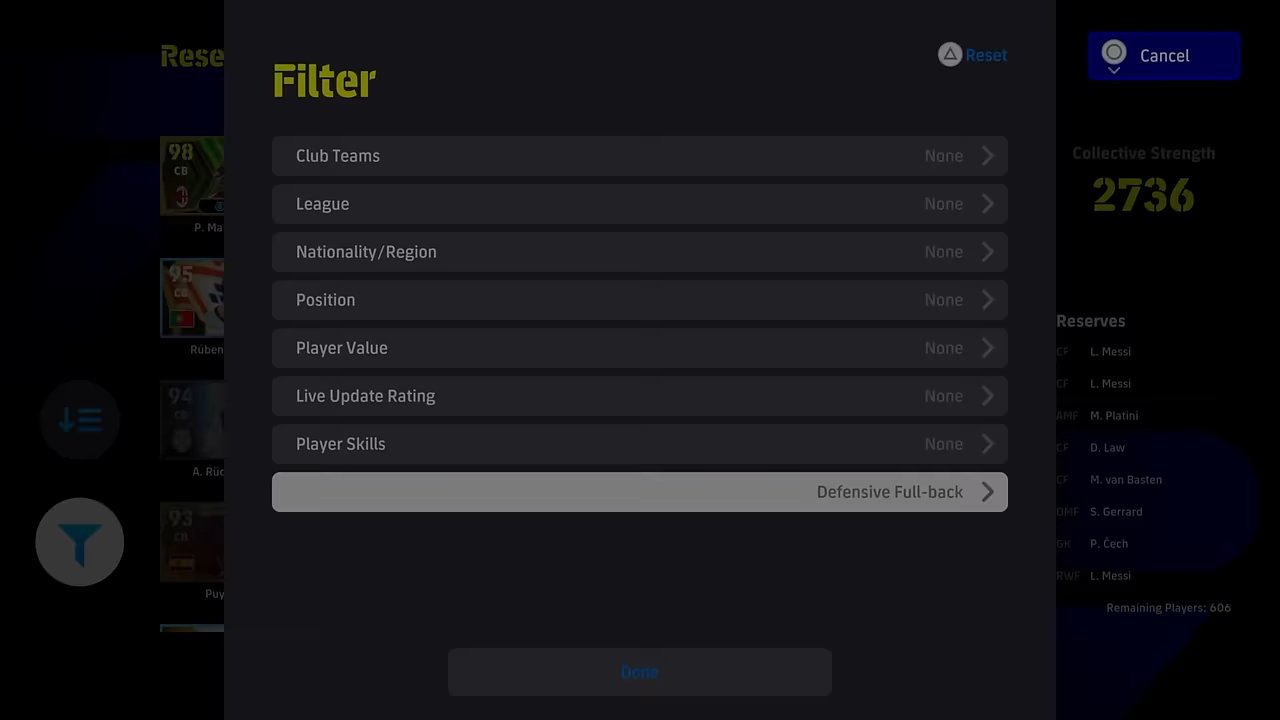 Rese
98
CB
P. Ma
95
CB
Rúben
94
CB
A. Rüc
93
CB
Puy
Filter
Reset
Club Teams None
League None
Nationality/Region None
Position None
Player Value None
Live Update Rating None
Player Skills None
Defensive Full-back
Done
Cancel
Collective Strength
2736
Reserves
CF L. Messi
CF L. Messi
AMF M. Platini
CF D. Law
CF M. van Basten
DMF S. Gerrard
GK P. Čech
RWF L. Messi
Remaining Players: 606